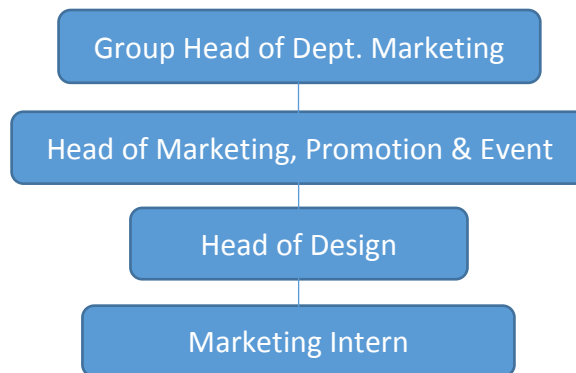 Group Head of Dept. Marketing
Head of Marketing, Promotion & Event
Head of Design
Marketing Intern